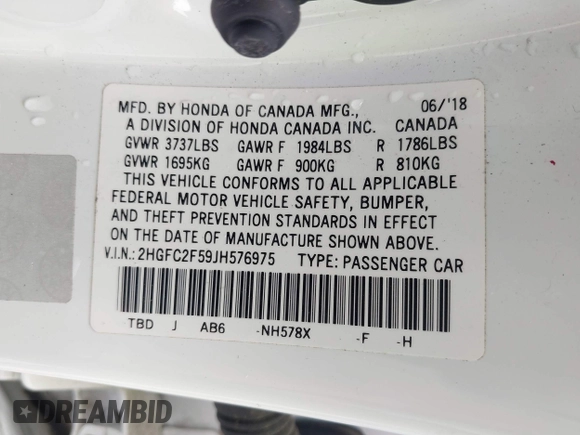 MFD. BY HONDA OF CANADA MFG., 06/'18
A DIVISION OF HONDA CANADA INC. CANADA
GVWR 3737LBS GAWR F 1984LBS R 1786LBS
GVWR 1695KG GAWR F 900KG R 810KG
THIS VEHICLE CONFORMS TO ALL APPLICABLE
FEDERAL MOTOR VEHICLE SAFETY, BUMPER,
AND THEFT PREVENTION STANDARDS IN EFFECT
ON THE DATE OF MANUFACTURE SHOWN ABOVE.
V.I.N.: 2HGFC2F59JH576975 TYPE: PASSENGER CAR
TBD J AB6 -NH578X -F -H
DREAMBID